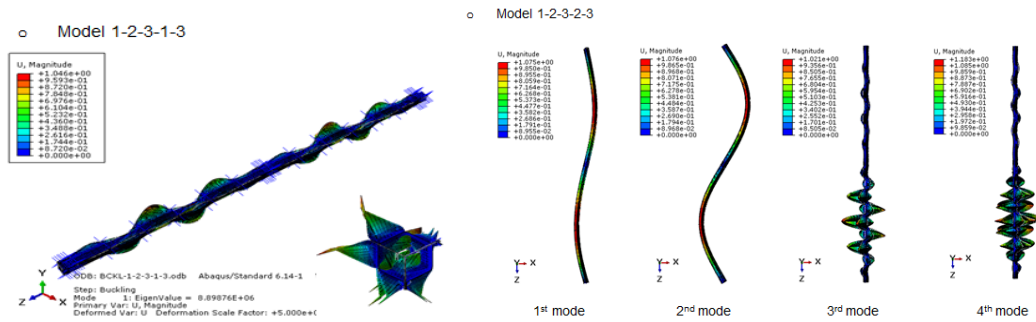 o Model 1-2-3-1-3
U, Magnitude
+1.046e+00
+9.593e-01
+8.720e-01
+7.848e-01
+6.976e-01
+6.104e-01
+5.232e-01
+4.360e-01
+3.488e-01
+2.616e-01
+1.744e-01
+8.720e-02
+0.000e+00
Y
Z X
ODB: BCKL-1-2-3-1-3.odb Abaqus/Standard 6.14-1
Step: Buckling
Mode 1: EigenValue = 8.89876E+06
Primary Var: U, Magnitude
Deformed Var: U Deformation Scale Factor: +5.000e+0
o Model 1-2-3-2-3
U, Magnitude
+1.075e+00
+9.850e-01
+8.955e-01
+8.059e-01
+7.164e-01
+6.268e-01
+5.373e-01
+4.477e-01
+3.582e-01
+2.686e-01
+1.791e-01
+8.955e-02
+0.000e+00
Y X
Z
1st mode
U, Magnitude
+1.076e+00
+9.865e-01
+8.968e-01
+8.071e-01
+7.175e-01
+6.278e-01
+5.381e-01
+4.484e-01
+3.587e-01
+2.690e-01
+1.794e-01
+8.968e-02
+0.000e+00
Y X
Z
2nd mode
U, Magnitude
+1.021e+00
+9.356e-01
+8.505e-01
+7.655e-01
+6.804e-01
+5.954e-01
+5.103e-01
+4.253e-01
+3.402e-01
+2.552e-01
+1.701e-01
+8.505e-02
+0.000e+00
Y X
Z
3rd mode
U, Magnitude
+1.183e+00
+1.085e+00
+9.859e-01
+8.873e-01
+7.887e-01
+6.902e-01
+5.916e-01
+4.930e-01
+3.944e-01
+2.958e-01
+1.972e-01
+9.859e-02
+0.000e+00
Y X
Z
4th mode